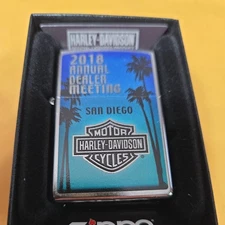 HARLEY-DAVIDSON
2018
ANNUAL
DEALER
MEETING
SAN DIEGO
MOTOR
HARLEY-DAVIDSON
CYCLES
Zippo